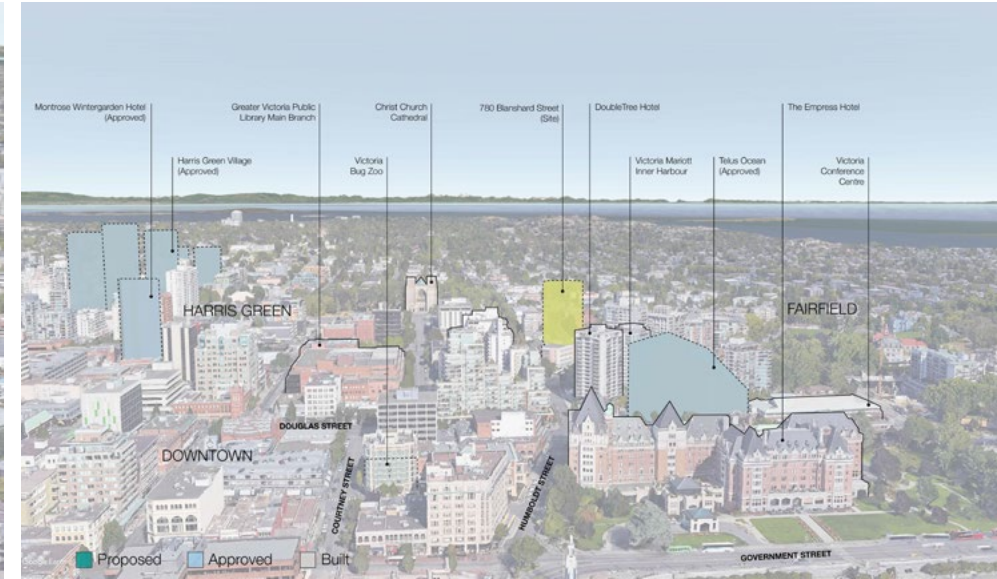 Montrose Wintergarden Hotel
(Approved)
Greater Victoria Public
Library Main Branch
Christ Church
Cathedral
780 Blanshard Street
(Site)
DoubleTree Hotel
The Empress Hotel
Harris Green Village
(Approved)
Victoria
Bug Zoo
Victoria Mariott
Inner Harbour
Telus Ocean
(Approved)
Victoria
Conference
Centre
HARRIS GREEN
FAIRFIELD
DOUGLAS STREET
DOWNTOWN
COURTNEY STREET
HUMBOLDT STREET
GOVERNMENT STREET
Proposed
Approved
Built